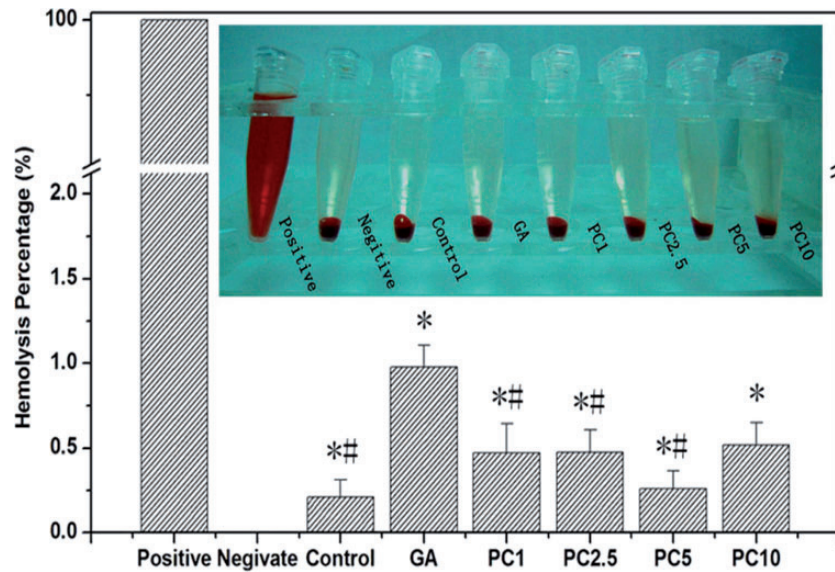 Hemolysis Percentage (%)
100
2.0
1.5
1.0
0.5
0.0
Positive
Negitive
Control
GA
PC1
PC2.5
PC5
PC10
*#
*
*#
*#
*#
*
Positive Negivate Control GA PC1 PC2.5 PC5 PC10